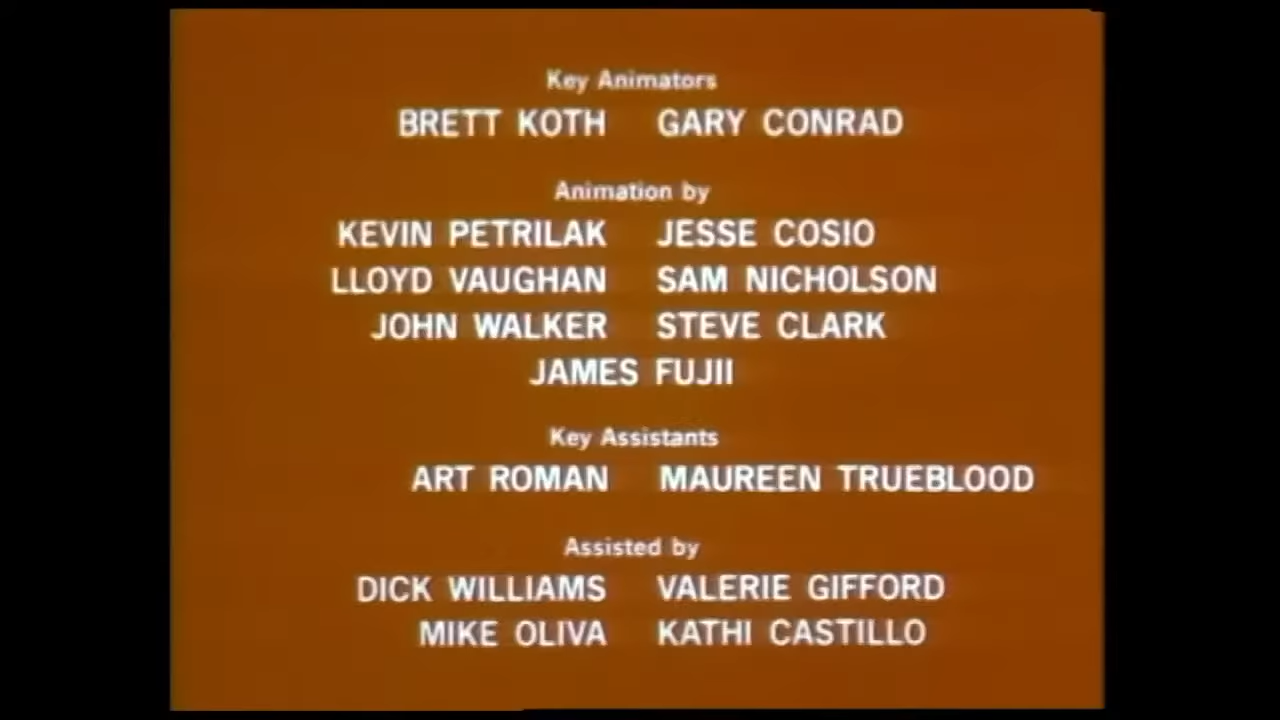 Key Animators
BRETT KOTH GARY CONRAD
Animation by
KEVIN PETRILAK JESSE COSIO
LLOYD VAUGHAN SAM NICHOLSON
JOHN WALKER STEVE CLARK
JAMES FUJII
Key Assistants
ART ROMAN MAUREEN TRUEBLOOD
Assisted by
DICK WILLIAMS VALERIE GIFFORD
MIKE OLIVA KATHI CASTILLO